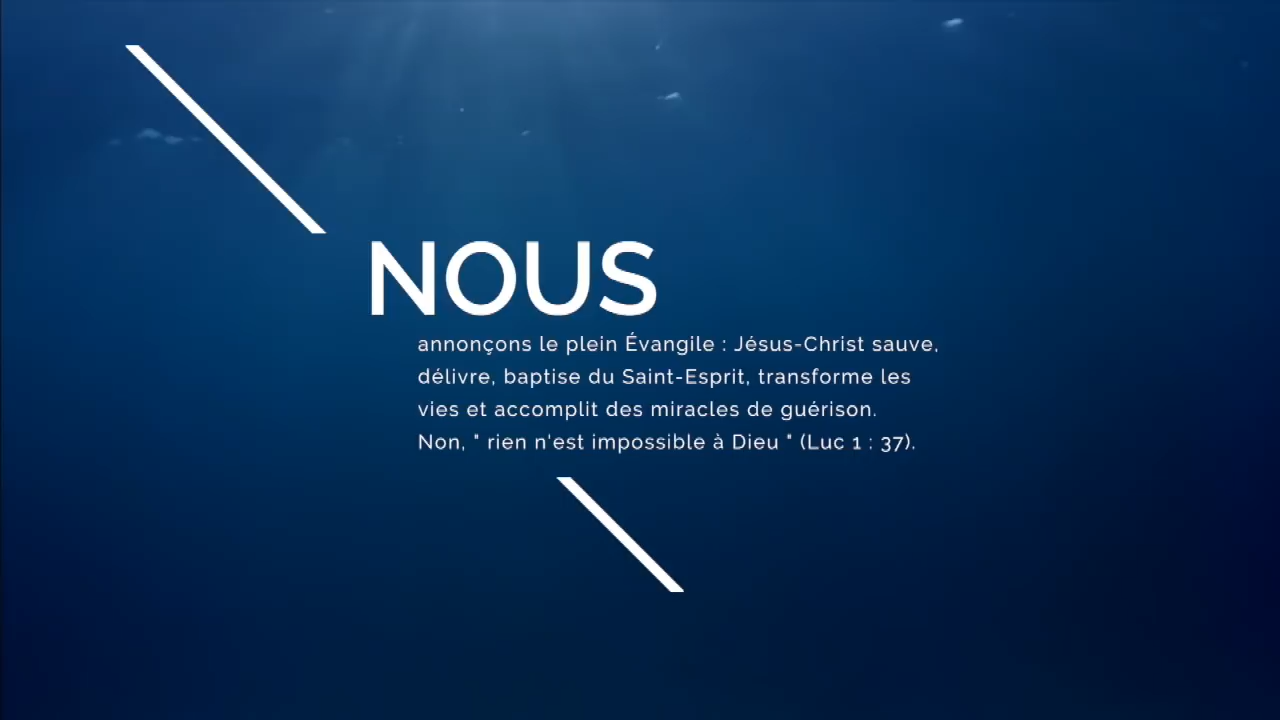 NOUS
annonçons le plein Évangile : Jésus-Christ sauve,
délivre, baptise du Saint-Esprit, transforme les
vies et accomplit des miracles de guérison.
Non, " rien n'est impossible à Dieu " (Luc 1 : 37).